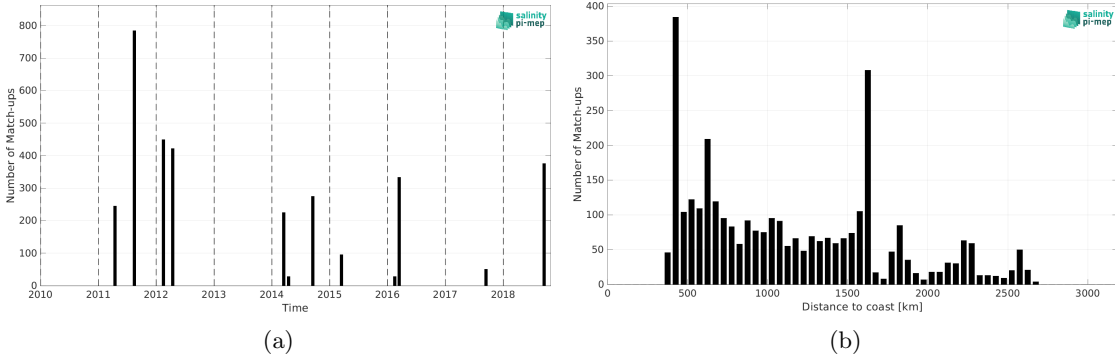 salinity
pi-mep
800
700
600
500
400
300
200
100
0
Number of Match-ups
2010 2011 2012 2013 2014 2015 2016 2017 2018
Time
(a)
salinity
pi-mep
400
350
300
250
200
150
100
50
0
Number of Match-ups
0 500 1000 1500 2000 2500 3000
Distance to coast [km]
(b)